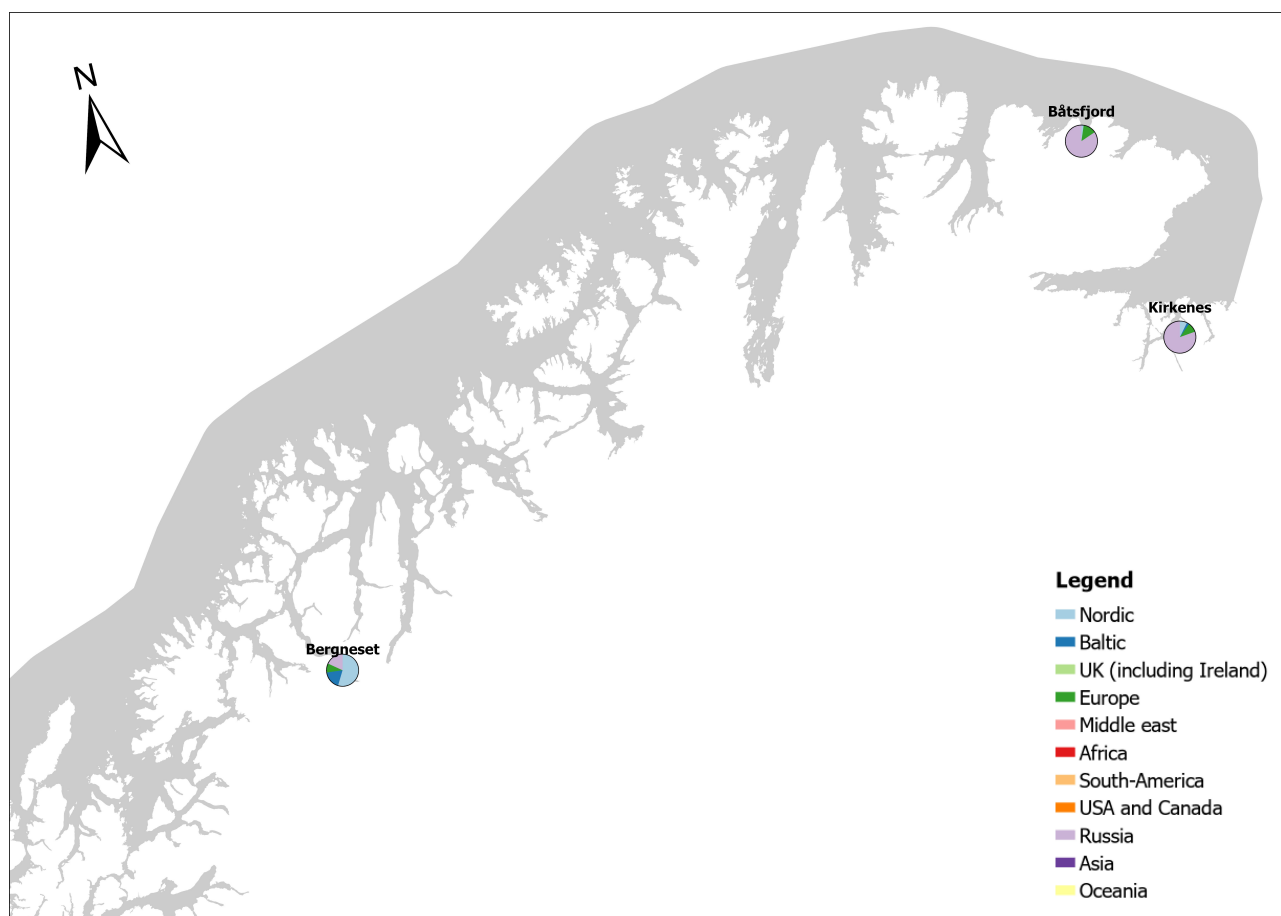 N
Båtsfjord
Kirkenes
Bergneset
Legend
Nordic
Baltic
UK (including Ireland)
Europe
Middle east
Africa
South-America
USA and Canada
Russia
Asia
Oceania